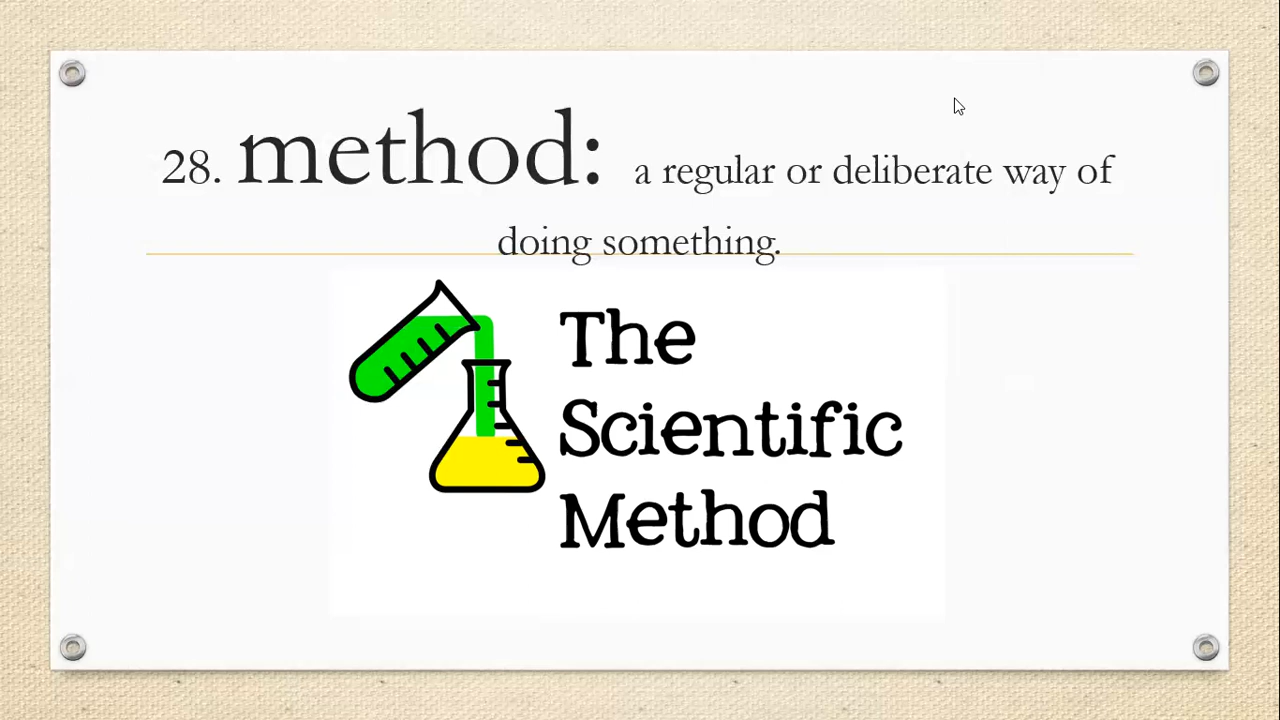 28. method: a regular or deliberate way of
doing something.
The
Scientific
Method